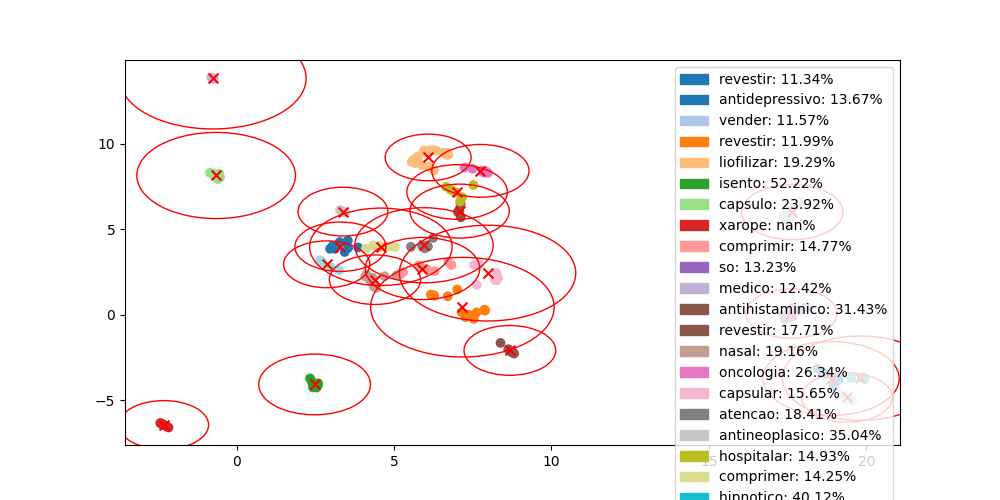 10
5
0
−5
0
5
10
15
20
revestir: 11.34%
antidepressivo: 13.67%
vender: 11.57%
revestir: 11.99%
liofilizar: 19.29%
isento: 52.22%
capsulo: 23.92%
xarope: nan%
comprimir: 14.77%
so: 13.23%
medico: 12.42%
antihistaminico: 31.43%
revestir: 17.71%
nasal: 19.16%
oncologia: 26.34%
capsular: 15.65%
atencao: 18.41%
antineoplasico: 35.04%
hospitalar: 14.93%
comprimer: 14.25%
hipnotico: 40.12%